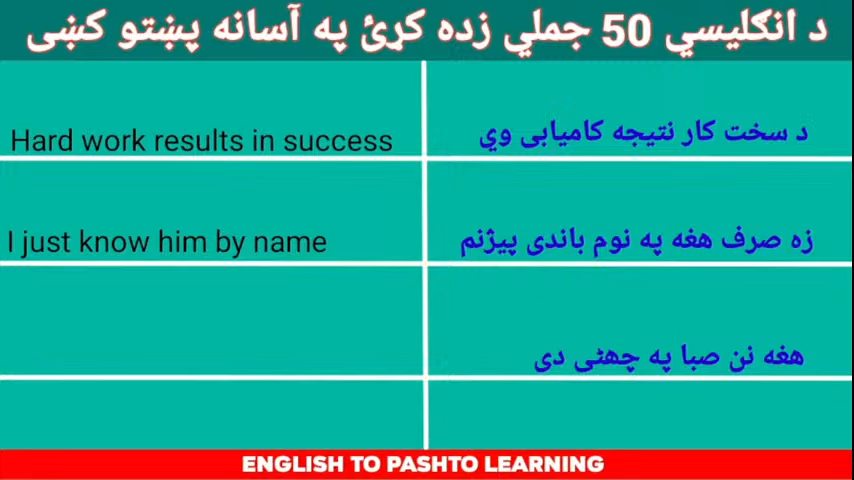 د انګلیسي 50 جملي زده کړئ په آسانه پښتو کښی
Hard work results in success
د سخت کار نتیجه کامیابی وي
I just know him by name
زه صرف هغه په نوم باندی پیژنم
هغه نن صبا په چهٹی دی
ENGLISH TO PASHTO LEARNING